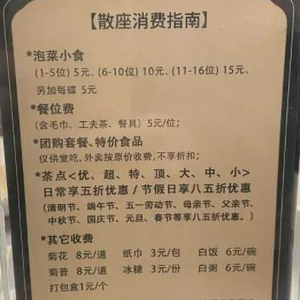 【散座消费指南】
*泡菜小食
(1-5位) 5元、(6-10位) 10元、(11-16位) 15元、
另加每碟 5元
*餐位费
(含毛巾、工夫茶、餐具) 5元/位；
*团购套餐、特价食品
仅供堂吃, 外卖按原价收费, 不享折扣；
*茶点<优、超、特、顶、大、中、小>
日常享五折优惠 / 节假日享八五折优惠
(清明节、端午节、五一劳动节、母亲节、父亲节、
中秋节、国庆节、元旦、春节等享八五折优惠)
*其它收费
菊花 8元/道 纸巾 3元/包 白饭 6元/碗
菊普 8元/道 冰糖 3元/份 白粥 6元/碗
打包盒1元/个